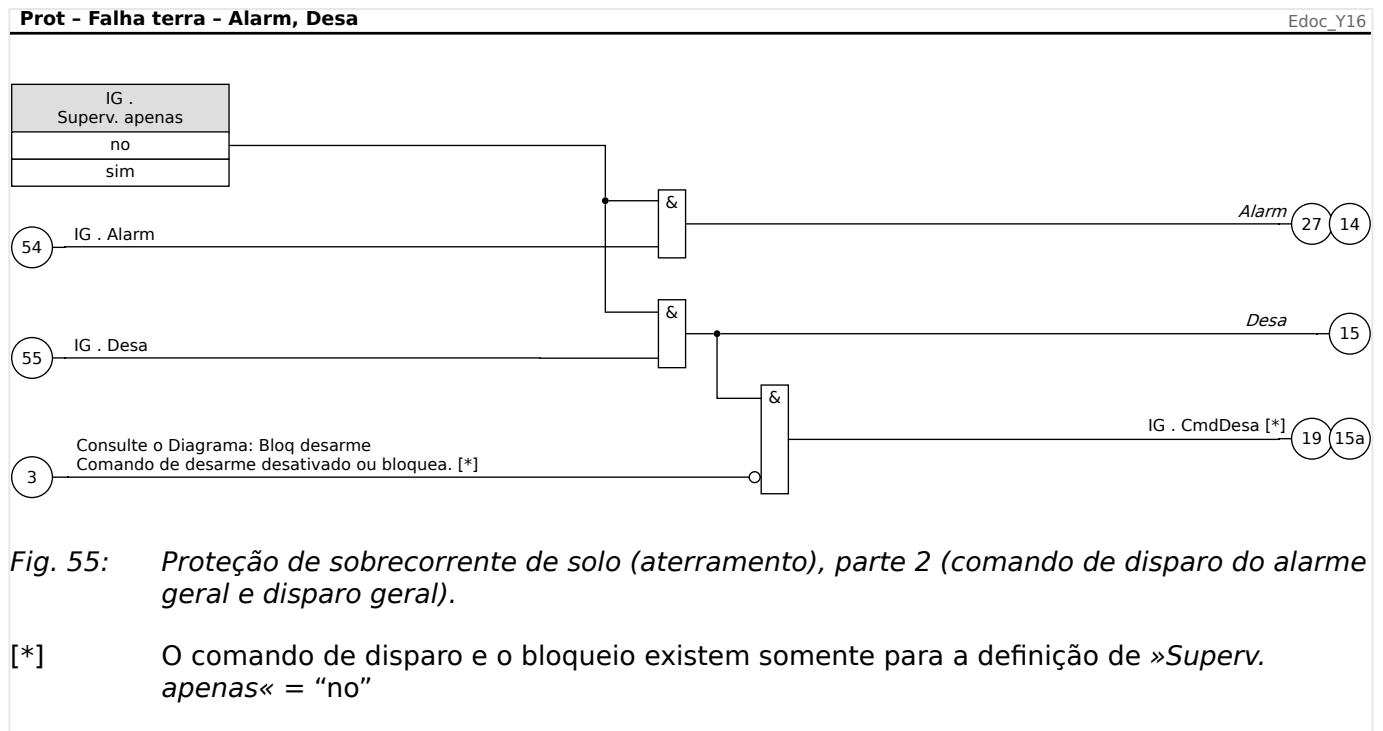 Prot – Falha terra – Alarm, Desa
Edoc_Y16
IG .
Superv. apenas
no
sim
&
Alarm
27
14
54
IG . Alarm
&
Desa
15
55
IG . Desa
&
IG . CmdDesa [*]
19
15a
Consulte o Diagrama: Bloq desarme
Comando de desarme desativado ou bloquea. [*]
3
Fig. 55: Proteção de sobrecorrente de solo (aterramento), parte 2 (comando de disparo do alarme
geral e disparo geral).
[*] O comando de disparo e o bloqueio existem somente para a definição de »Superv.
apenas« = “no”